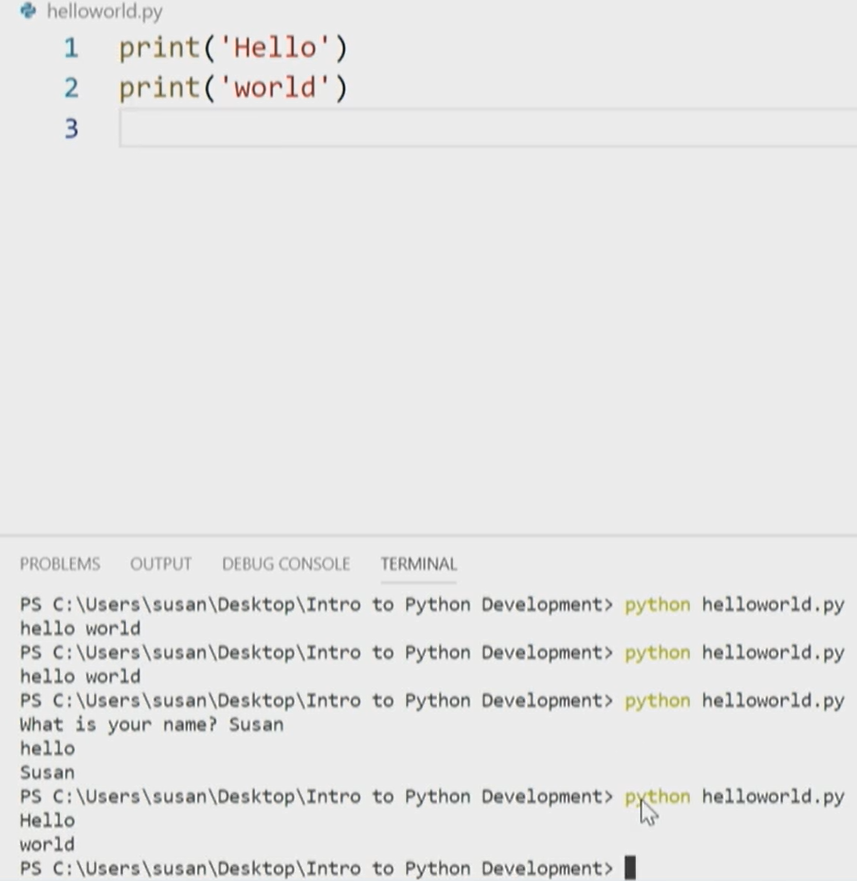 helloworld.py
1 print('Hello')
2 print('world')
3
PROBLEMS OUTPUT DEBUG CONSOLE TERMINAL
PS C:\Users\susan\Desktop\Intro to Python Development> python helloworld.py
hello world
PS C:\Users\susan\Desktop\Intro to Python Development> python helloworld.py
hello world
PS C:\Users\susan\Desktop\Intro to Python Development> python helloworld.py
What is your name? Susan
hello
Susan
PS C:\Users\susan\Desktop\Intro to Python Development> python helloworld.py
Hello
world
PS C:\Users\susan\Desktop\Intro to Python Development>